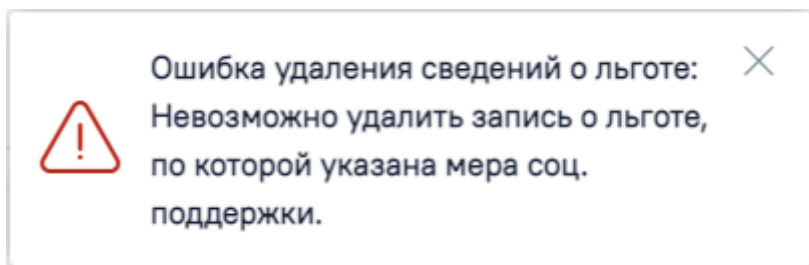 Ошибка удаления сведений о льготе:
Невозможно удалить запись о льготе,
по которой указана мера соц.
поддержки.